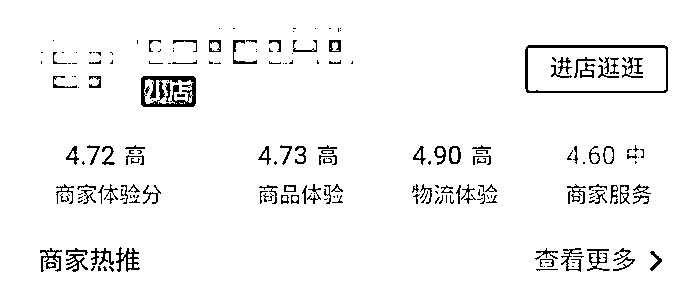 进店逛逛
小店
4.72 高 4.73 高 4.90 高 4.60 中
商家体验分 商品体验 物流体验 商家服务
商家热推 查看更多